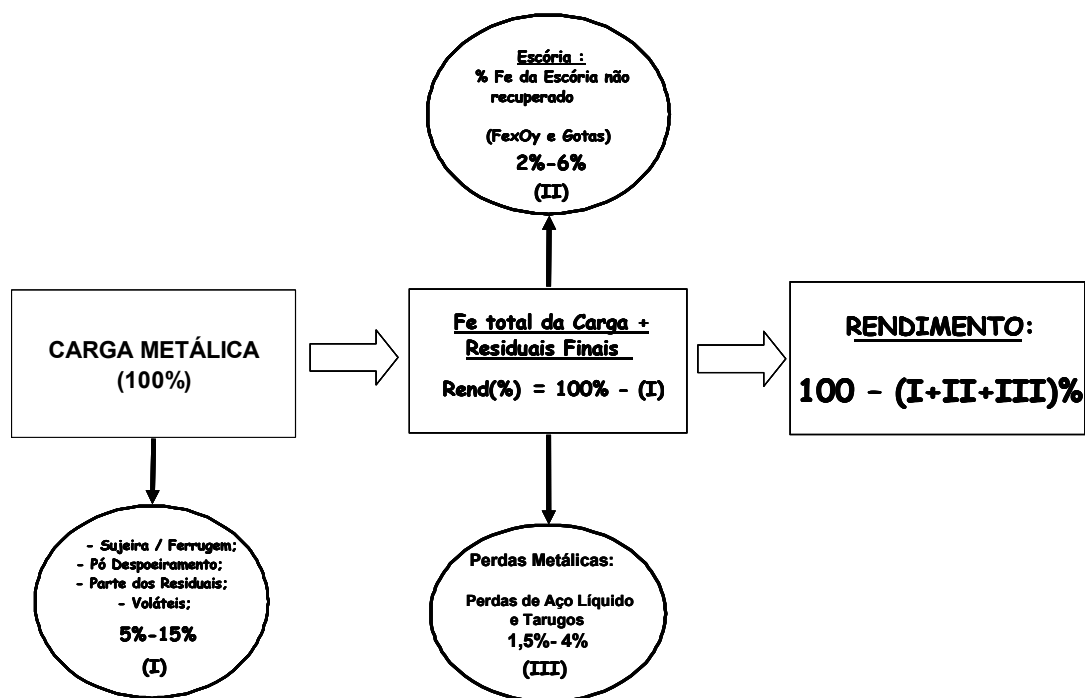 Escória :
% Fe da Escória não
recuperado
(FexOy e Gotas)
2%-6%
(II)
CARGA METÁLICA
(100%)
Fe total da Carga +
Residuais Finais
Rend(%) = 100% - (I)
RENDIMENTO:
100 - (I+II+III)%
- Sujeira / Ferrugem;
- Pó Despoeiramento;
- Parte dos Residuais;
- Voláteis;
5%-15%
(I)
Perdas Metálicas:
Perdas de Aço Líquido
e Tarugos
1,5%- 4%
(III)